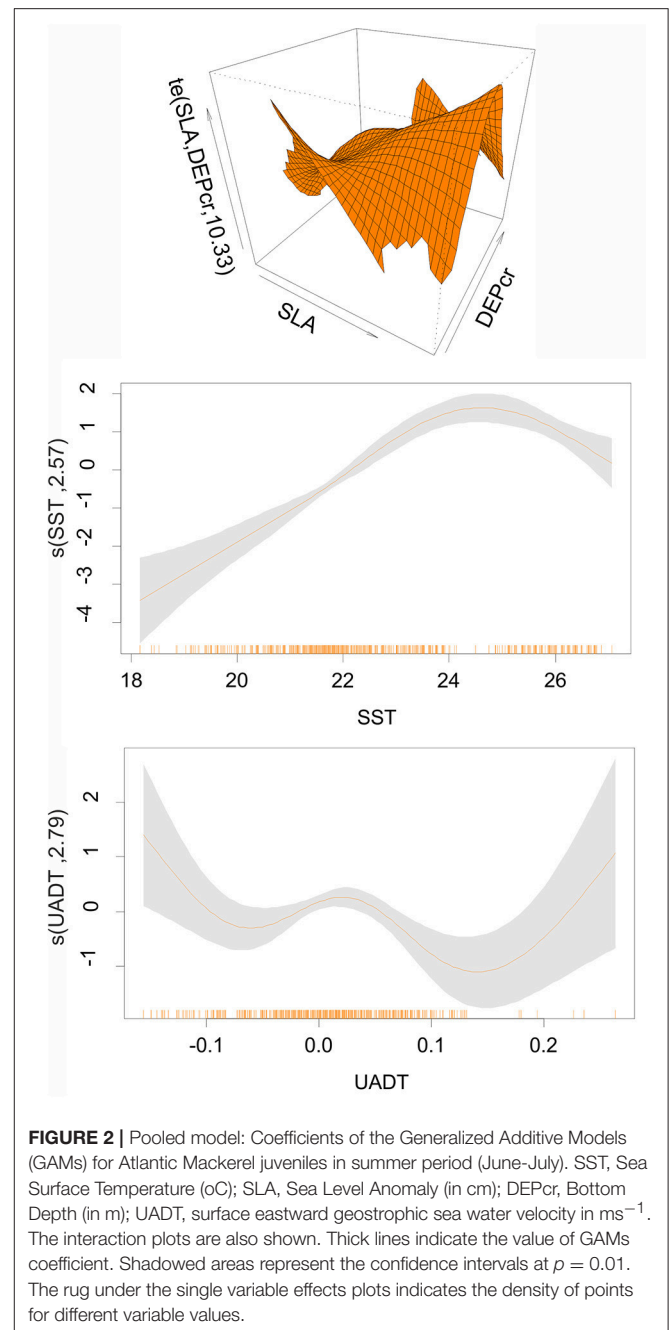 te(SLA,DEPcr,10.33)
SLA
DEPcr
s(SST ,2.57)
2
1
0
-1
-2
-3
-4
18
20
22
24
26
SST
s(UADT ,2.79)
2
1
0
-1
-0.1
0.0
0.1
0.2
UADT
FIGURE 2 | Pooled model: Coefficients of the Generalized Additive Models
(GAMs) for Atlantic Mackerel juveniles in summer period (June-July). SST, Sea
Surface Temperature (oC); SLA, Sea Level Anomaly (in cm); DEPcr, Bottom
Depth (in m); UADT, surface eastward geostrophic sea water velocity in ms⁻¹.
The interaction plots are also shown. Thick lines indicate the value of GAMs
coefficient. Shadowed areas represent the confidence intervals at p = 0.01.
The rug under the single variable effects plots indicates the density of points
for different variable values.